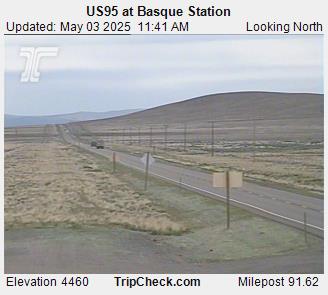 US95 at Basque Station
Updated: May 03 2025 11:41 AM Looking North
Elevation 4460 TripCheck.com Milepost 91.62